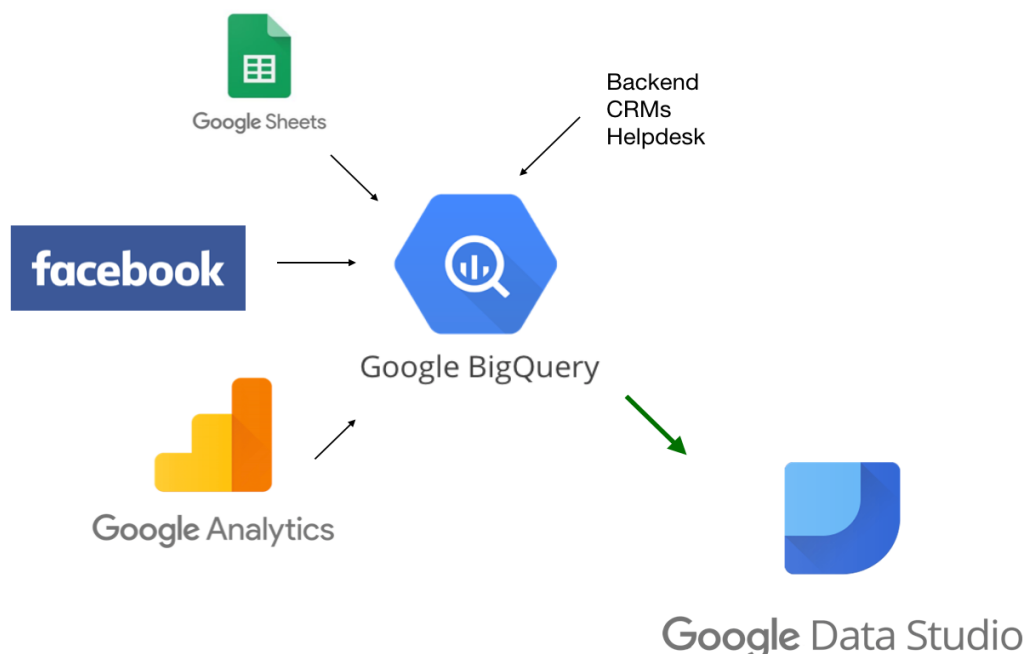 Google Sheets
Backend
CRMs
Helpdesk
facebook
Google BigQuery
Google Analytics
Google Data Studio